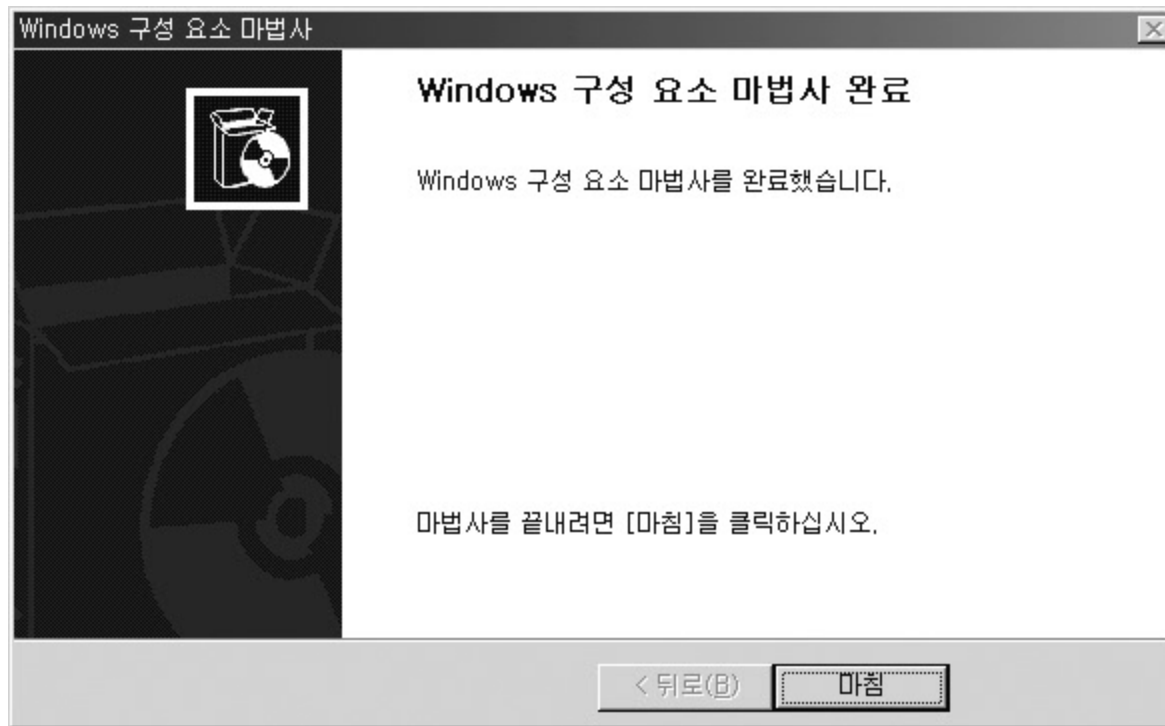 Windows 구성 요소 마법사
Windows 구성 요소 마법사 완료
Windows 구성 요소 마법사를 완료했습니다.
마법사를 끝내려면 [마침]을 클릭하십시오.
< 뒤로(B)
마침